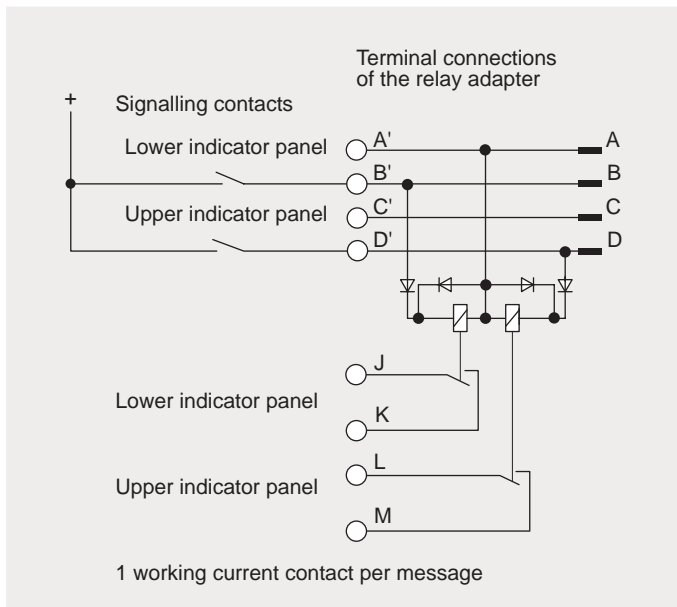 Terminal connections
of the relay adapter
+
Signalling contacts
Lower indicator panel A' A
B' B
Upper indicator panel C' C
D' D
J
Lower indicator panel
K
L
Upper indicator panel
M
1 working current contact per message